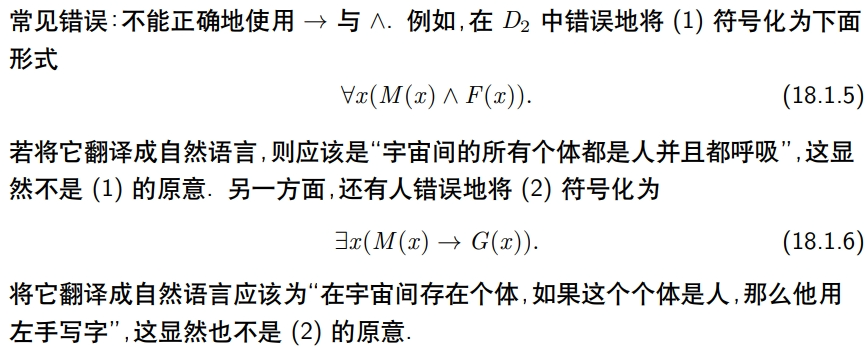 常见错误:不能正确地使用 → 与 ∧. 例如,在 D₂ 中错误地将 (1) 符号化为下面
形式
∀x(M(x) ∧ F(x)). (18.1.5)
若将它翻译成自然语言,则应该是“宇宙间的所有个体都是人并且都呼吸”,这显
然不是 (1) 的原意. 另一方面,还有人错误地将 (2) 符号化为
∃x(M(x) → G(x)). (18.1.6)
将它翻译成自然语言应该为“在宇宙间存在个体,如果这个个体是人,那么他用
左手写字”,这显然也不是 (2) 的原意.